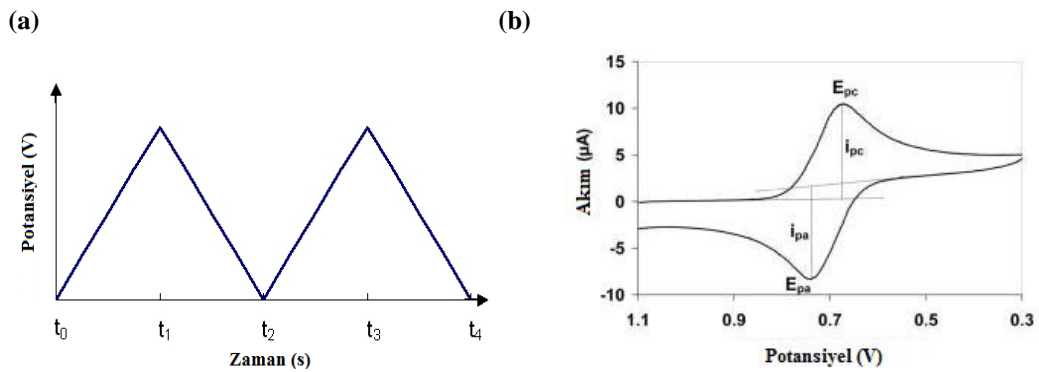 (a)
Potansiyel (V)
t0 t1 t2 t3 t4
Zaman (s)
(b)
15
10
5
0
-5
-10
Akım (µA)
Epc
ipc
ipa
Epa
1.1 0.9 0.7 0.5 0.3
Potansiyel (V)